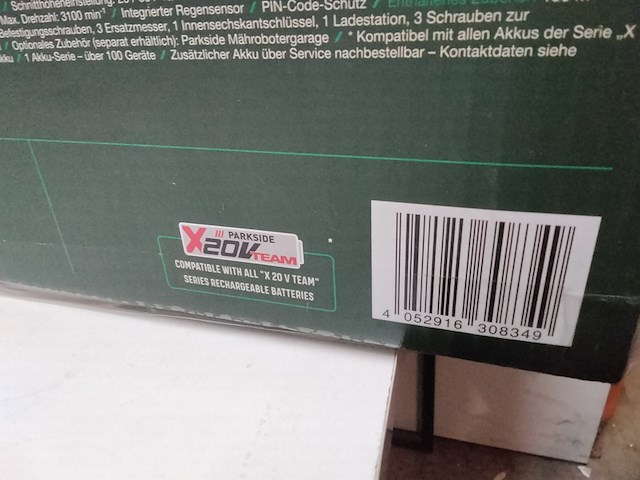 Schnitthöheneinstellung:
Max. Drehzahl: 3100 min⁻¹ / Integrierter Regensensor / PIN-Code-Schutz / Enthaltenes Zubehör:
Befestigungsschrauben, 3 Ersatzmesser, 1 Innensechskantschlüssel, 1 Ladestation, 3 Schrauben zur
/ Optionales Zubehör (separat erhältlich): Parkside Mährobotergarage / * Kompatibel mit allen Akkus der Serie „X
/ 1 Akku-Serie – über 100 Geräte / Zusätzlicher Akku über Service nachbestellbar – Kontaktdaten siehe
PARKSIDE
X20V TEAM
COMPATIBLE WITH ALL "X 20 V TEAM"
SERIES RECHARGEABLE BATTERIES
4 052916 308349